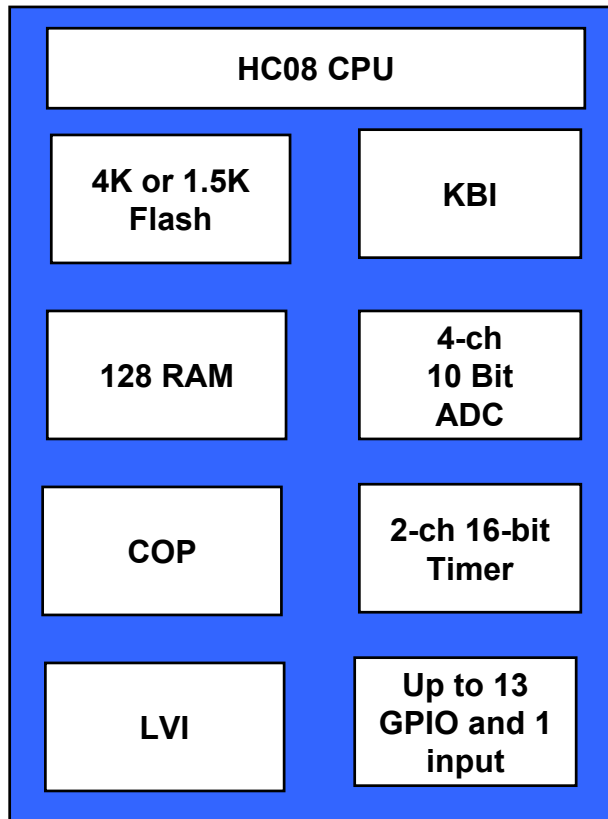 HC08 CPU
4K or 1.5K
Flash
KBI
128 RAM
4-ch
10 Bit
ADC
COP
2-ch 16-bit
Timer
LVI
Up to 13
GPIO and 1
input